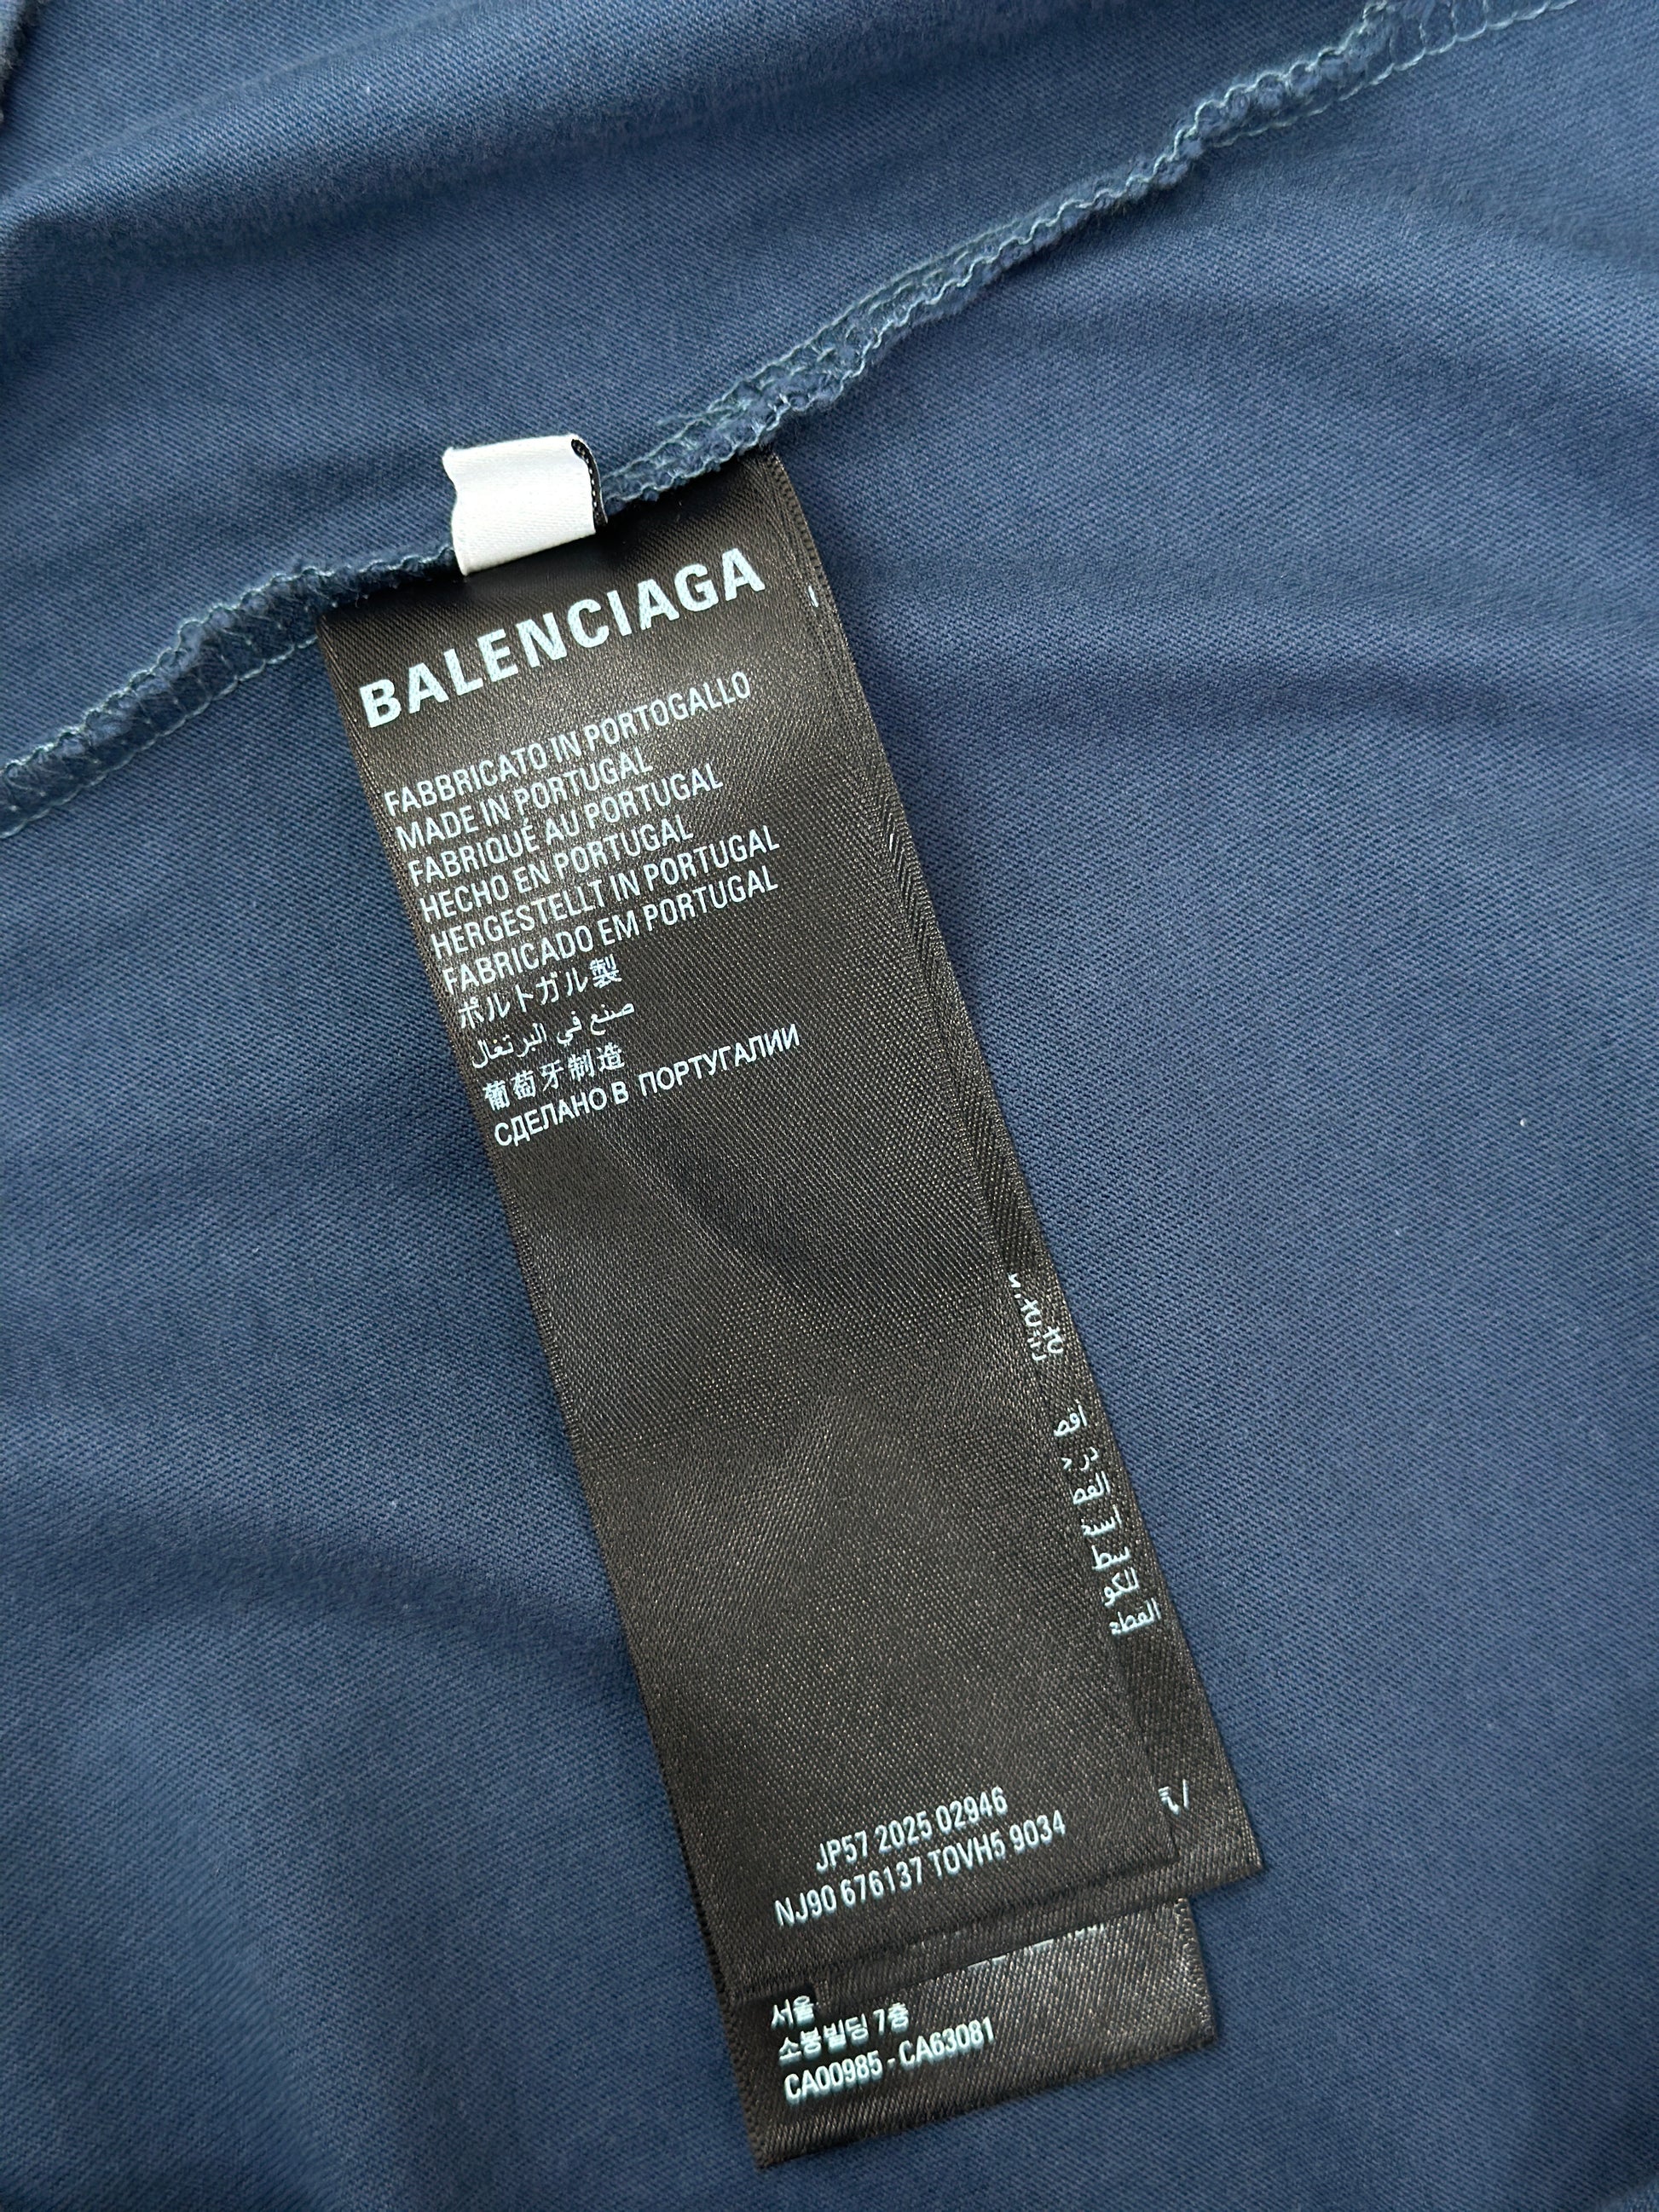 BALENCIAGA
FABBRICATO IN PORTOGALLO
MADE IN PORTUGAL
FABRIQUÉ AU PORTUGAL
HECHO EN PORTUGAL
HERGESTELLT IN PORTUGAL
FABRICADO EM PORTUGAL
ポルトガル製
صنع في البرتغال
葡萄牙制造
СДЕЛАНО В ПОРТУГАЛИИ
JP57 2025 02946
NJ90 676137 TOVH5 9034
서울
소봉빌딩 7층
CA00985 - CA63081